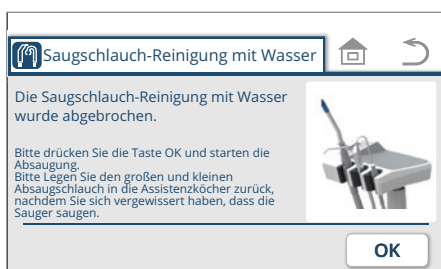 Saugschlauch-Reinigung mit Wasser
Die Saugschlauch-Reinigung mit Wasser
wurde abgebrochen.
Bitte drücken Sie die Taste OK und starten die
Absaugung.
Bitte Legen Sie den großen und kleinen
Absaugschlauch in die Assistenzköcher zurück,
nachdem Sie sich vergewissert haben, dass die
Sauger saugen.
OK